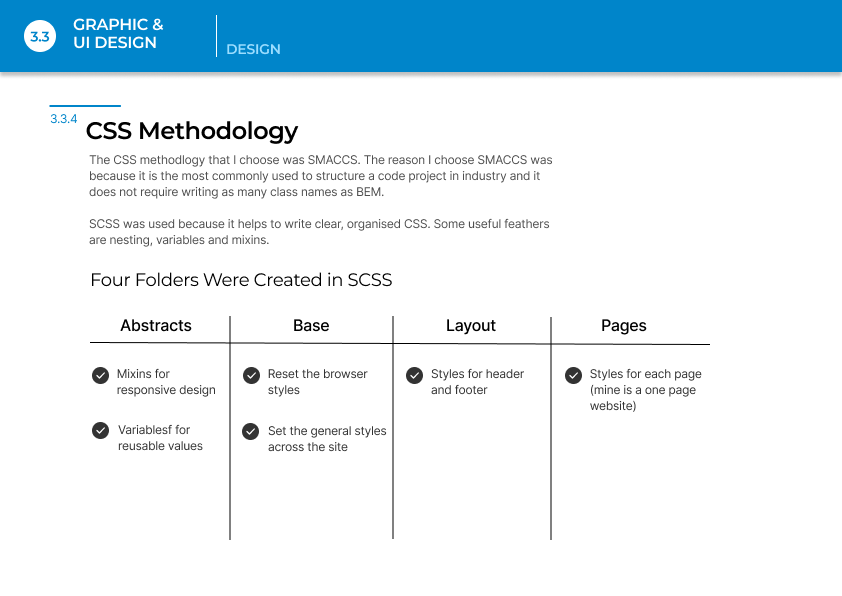 3.3
GRAPHIC &
UI DESIGN
DESIGN
3.3.4
CSS Methodology
The CSS methodlogy that I choose was SMACCS. The reason I choose SMACCS was
because it is the most commonly used to structure a code project in industry and it
does not require writing as many class names as BEM.
SCSS was used because it helps to write clear, organised CSS. Some useful feathers
are nesting, variables and mixins.
Four Folders Were Created in SCSS
Abstracts
Mixins for
responsive design
Variablesf for
reusable values
Base
Reset the browser
styles
Set the general styles
across the site
Layout
Styles for header
and footer
Pages
Styles for each page
(mine is a one page
website)